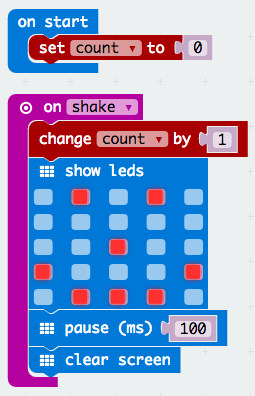 on start
set count to 0
on shake
change count by 1
show leds
pause (ms) 100
clear screen